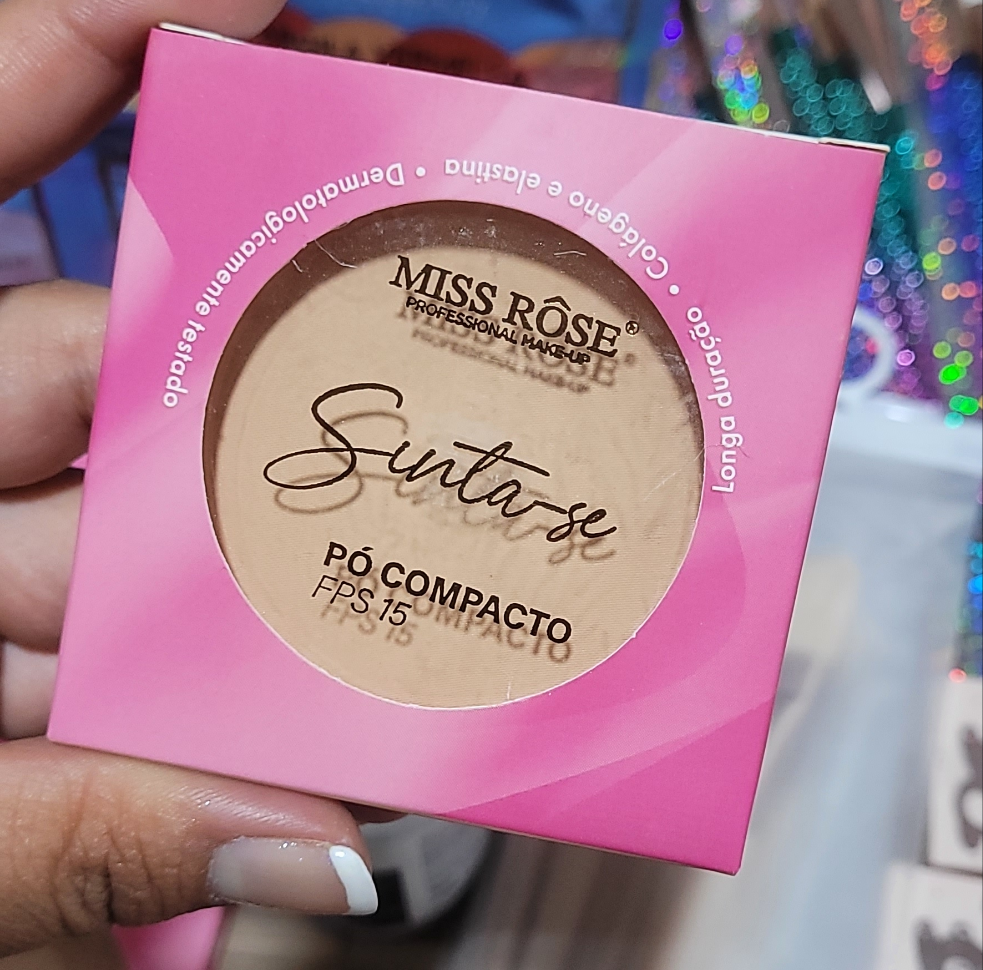 Longa duração • Colágeno e elastina • Dermatologicamente testado
MISS RÔSE®
PROFESSIONAL MAKE-UP
Sinta-se
PÓ COMPACTO
FPS 15